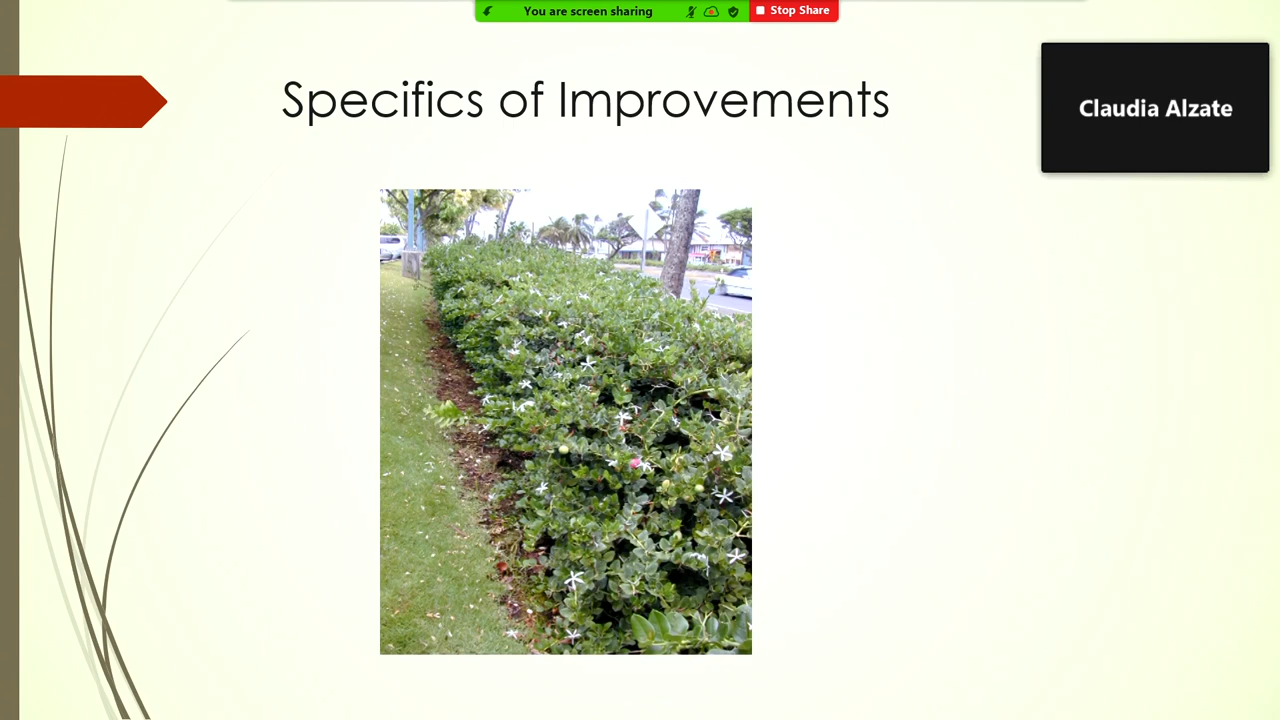 You are screen sharing
Stop Share
Specifics of Improvements
Claudia Alzate